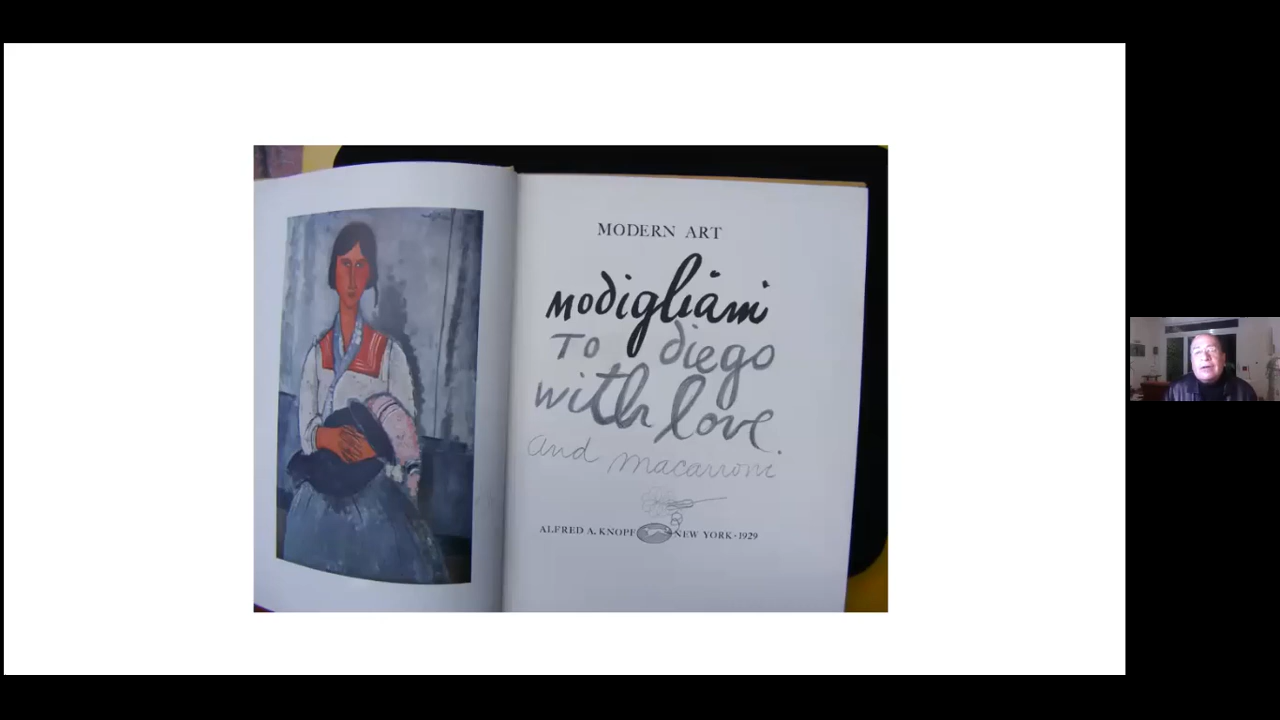 MODERN ART
modigliani
To diego
with love.
and macarroni
ALFRED A. KNOPF NEW YORK · 1929